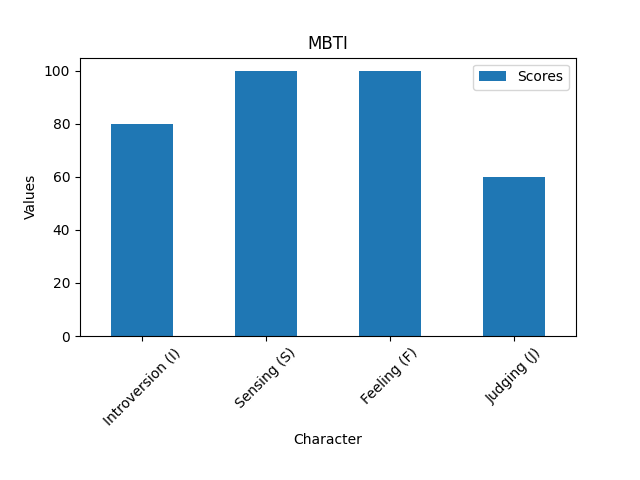 MBTI
Scores
Values
100
80
60
40
20
0
Introversion (I)
Sensing (S)
Feeling (F)
Judging (J)
Character